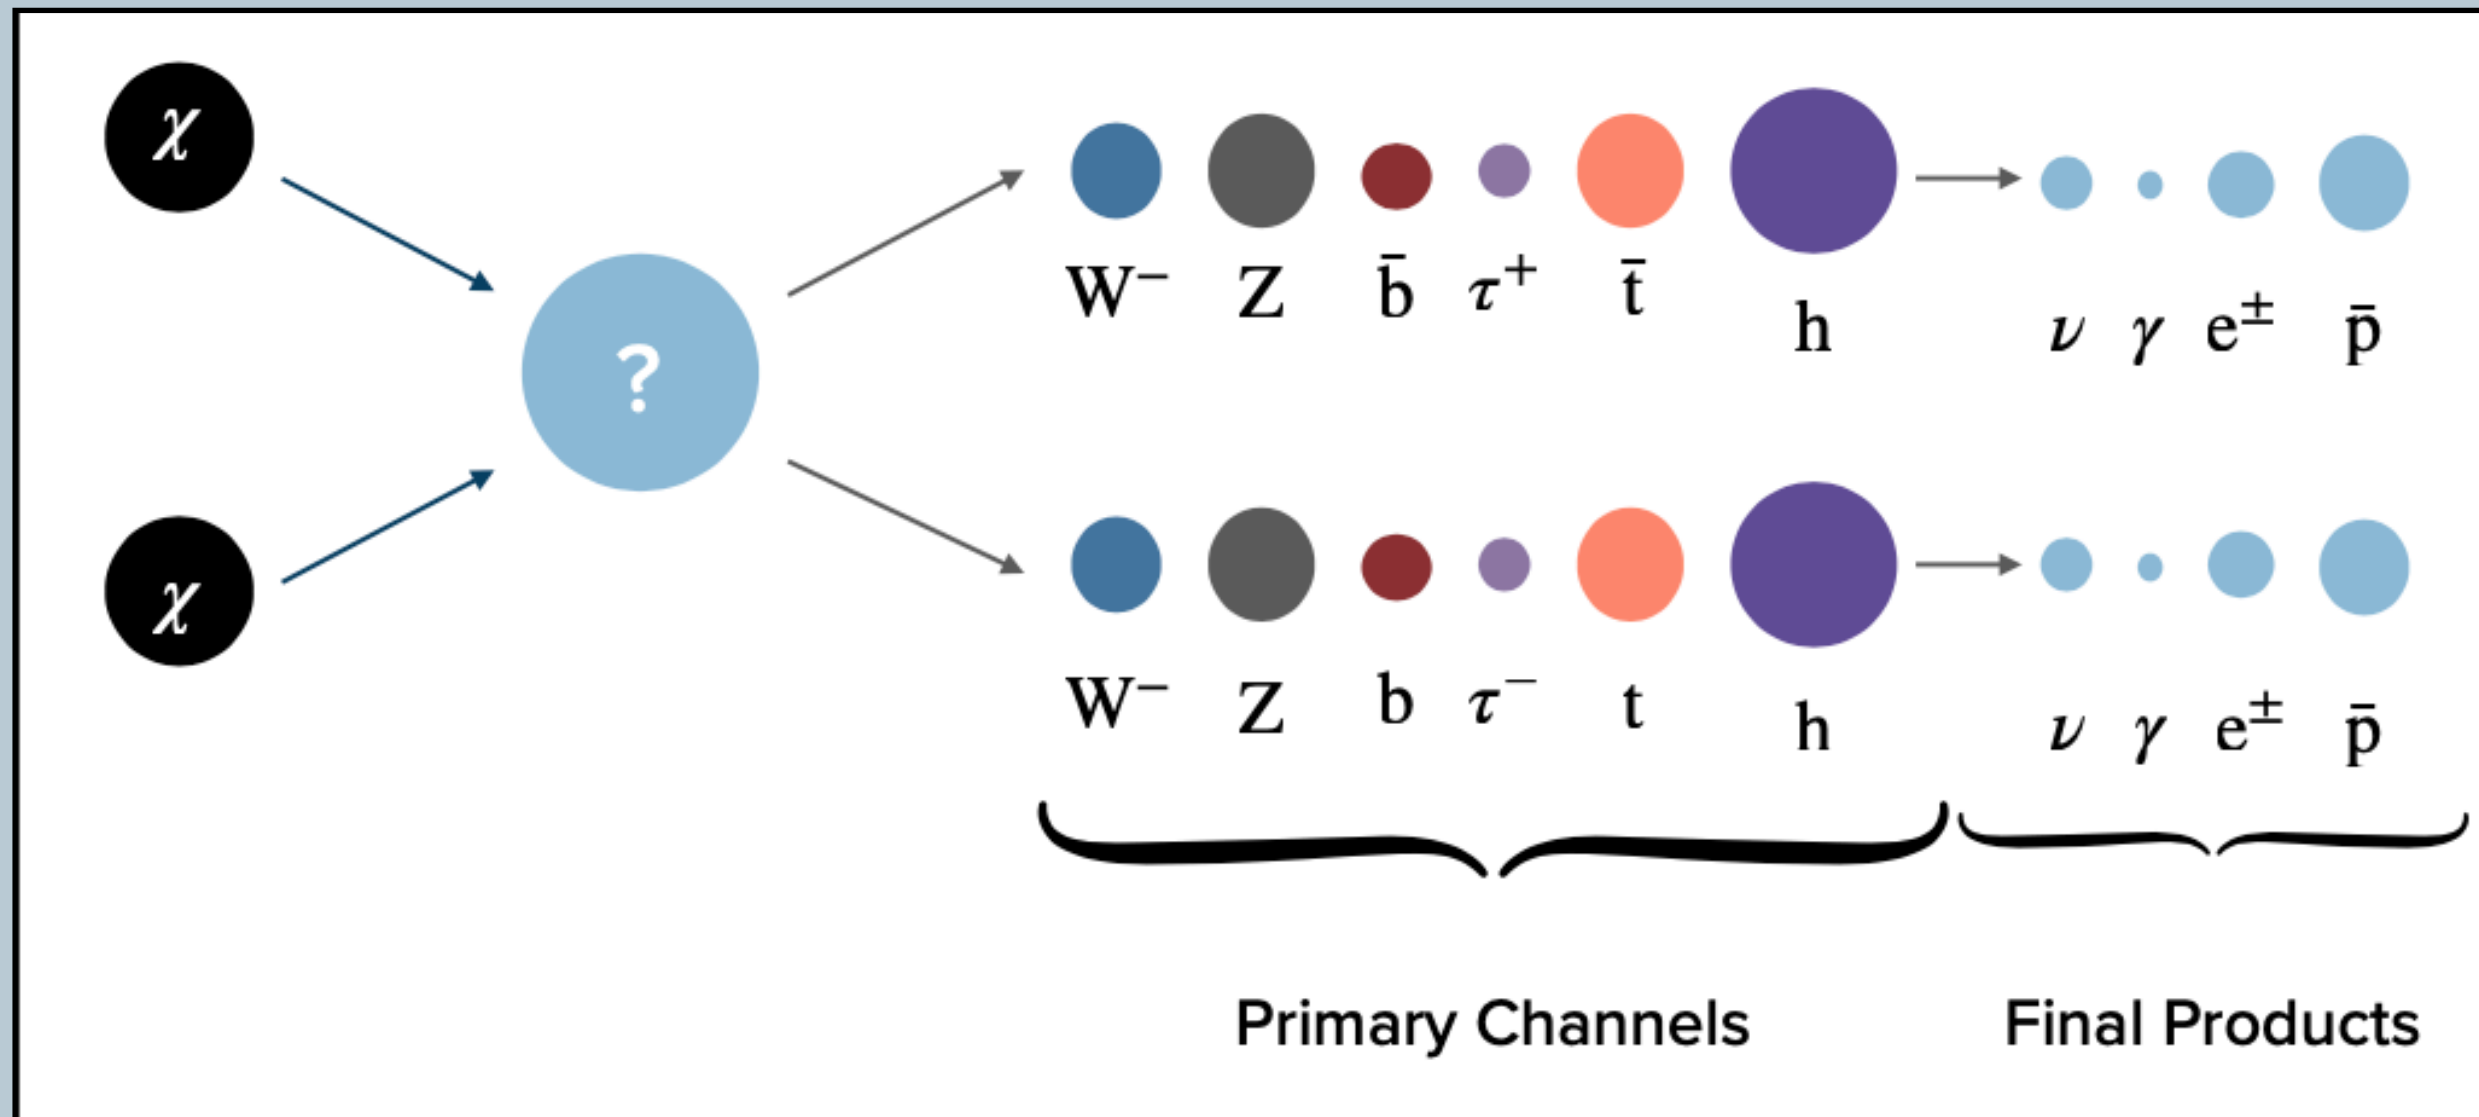 χ
?
χ
W⁻ Z b̄ τ⁺ t̄ h ν γ e± p̄
W⁻ Z b τ⁻ t h ν γ e± p̄
Primary Channels Final Products